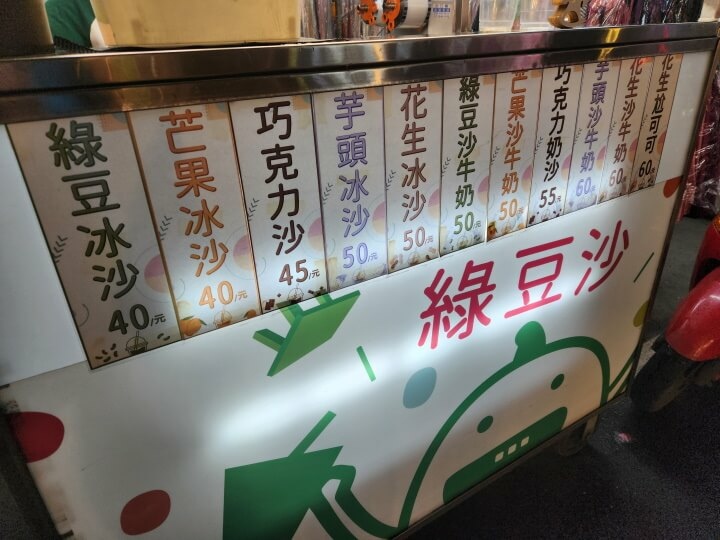 綠豆冰沙
40/元
芒果冰沙
40/元
巧克力沙
45/元
芋頭冰沙
50/元
花生冰沙
50/元
綠豆沙牛奶
50/元
芒果沙牛奶
50/元
巧克力奶沙
55/元
芋頭沙牛奶
60/元
花生沙牛奶
60/元
花生尬可可
60/元
綠豆沙